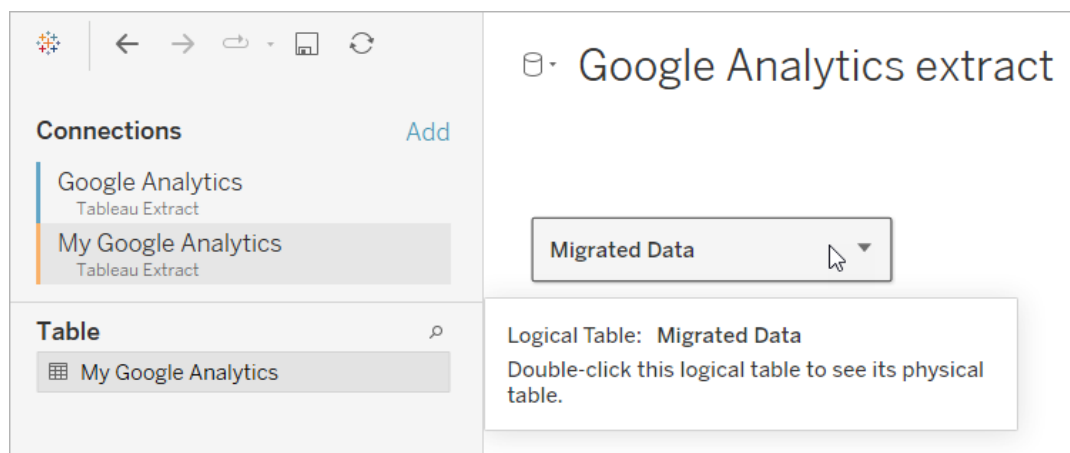 Google Analytics extract
Connections
Add
Google Analytics
Tableau Extract
My Google Analytics
Tableau Extract
Migrated Data
Table
My Google Analytics
Logical Table: Migrated Data
Double-click this logical table to see its physical
table.